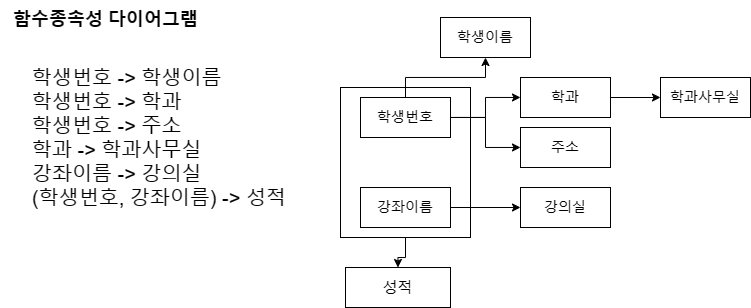 함수종속성 다이어그램
학생번호 -> 학생이름
학생번호 -> 학과
학생번호 -> 주소
학과 -> 학과사무실
강좌이름 -> 강의실
(학생번호, 강좌이름) -> 성적
학생이름
학생번호
학과
학과사무실
주소
강좌이름
강의실
성적